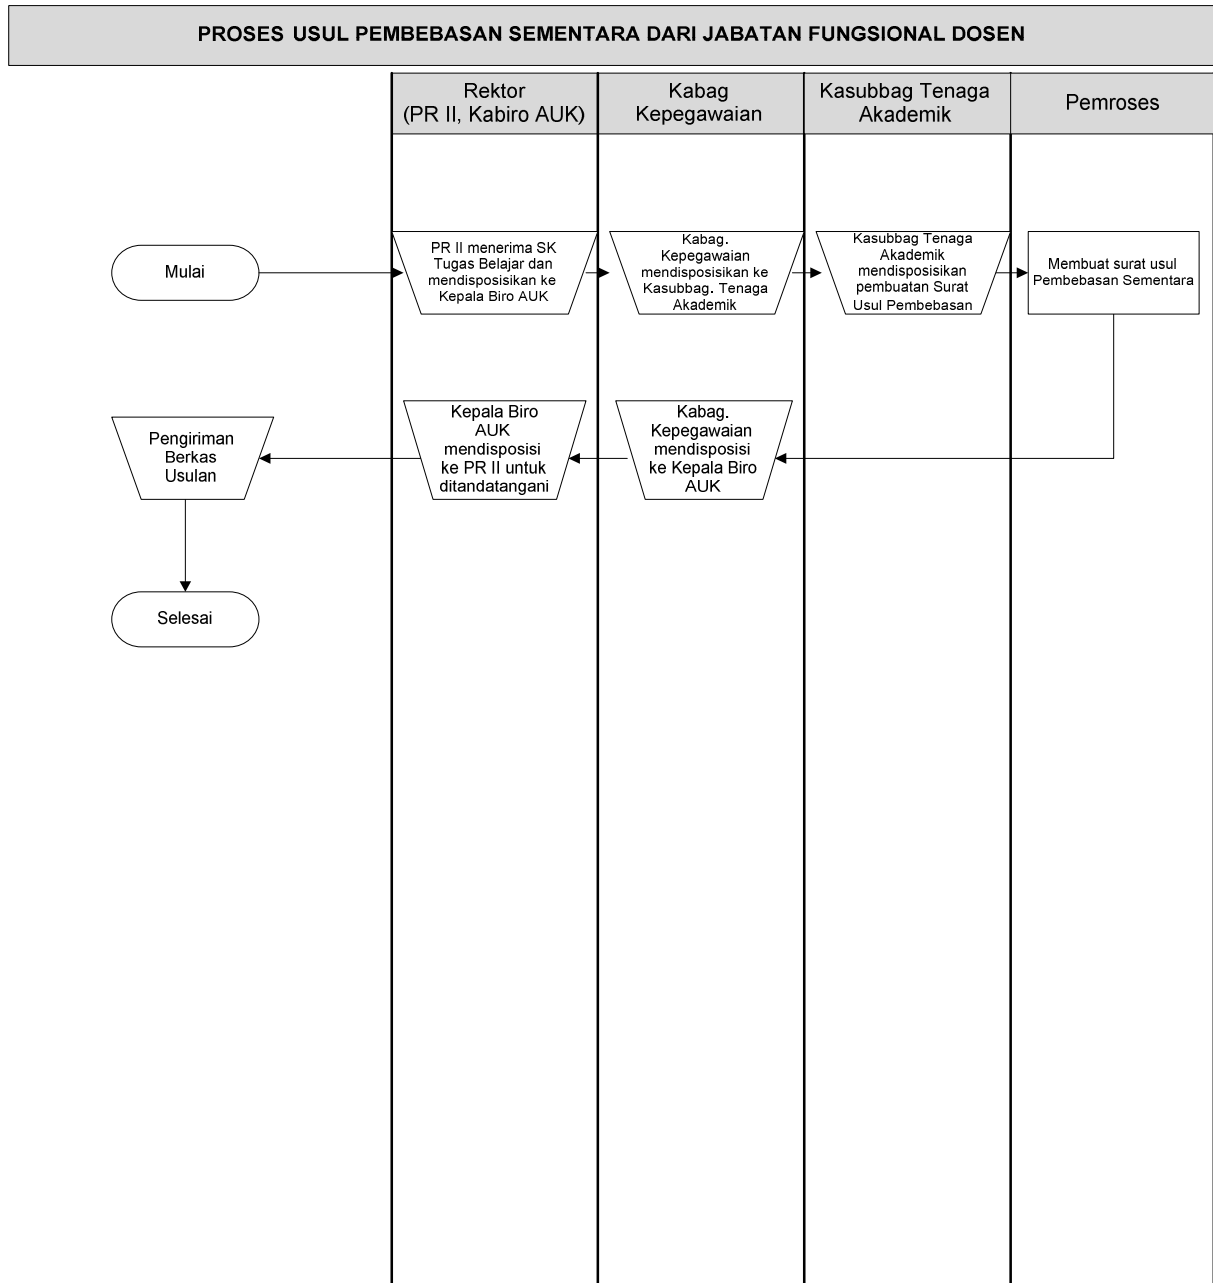 PROSES USUL PEMBEBASAN SEMENTARA DARI JABATAN FUNGSIONAL DOSEN
Rektor
(PR II, Kabiro AUK)
Kabag
Kepegawaian
Kasubbag Tenaga
Akademik
Pemroses
Mulai
PR II menerima SK
Tugas Belajar dan
mendisposisikan ke
Kepala Biro AUK
Kabag.
Kepegawaian
mendisposisikan ke
Kasubbag. Tenaga
Akademik
Kasubbag Tenaga
Akademik
mendisposisikan
pembuatan Surat
Usul Pembebasan
Membuat surat usul
Pembebasan Sementara
Pengiriman
Berkas
Usulan
Kepala Biro
AUK
mendisposisi
ke PR II untuk
ditandatangani
Kabag.
Kepegawaian
mendisposisi
ke Kepala Biro
AUK
Selesai